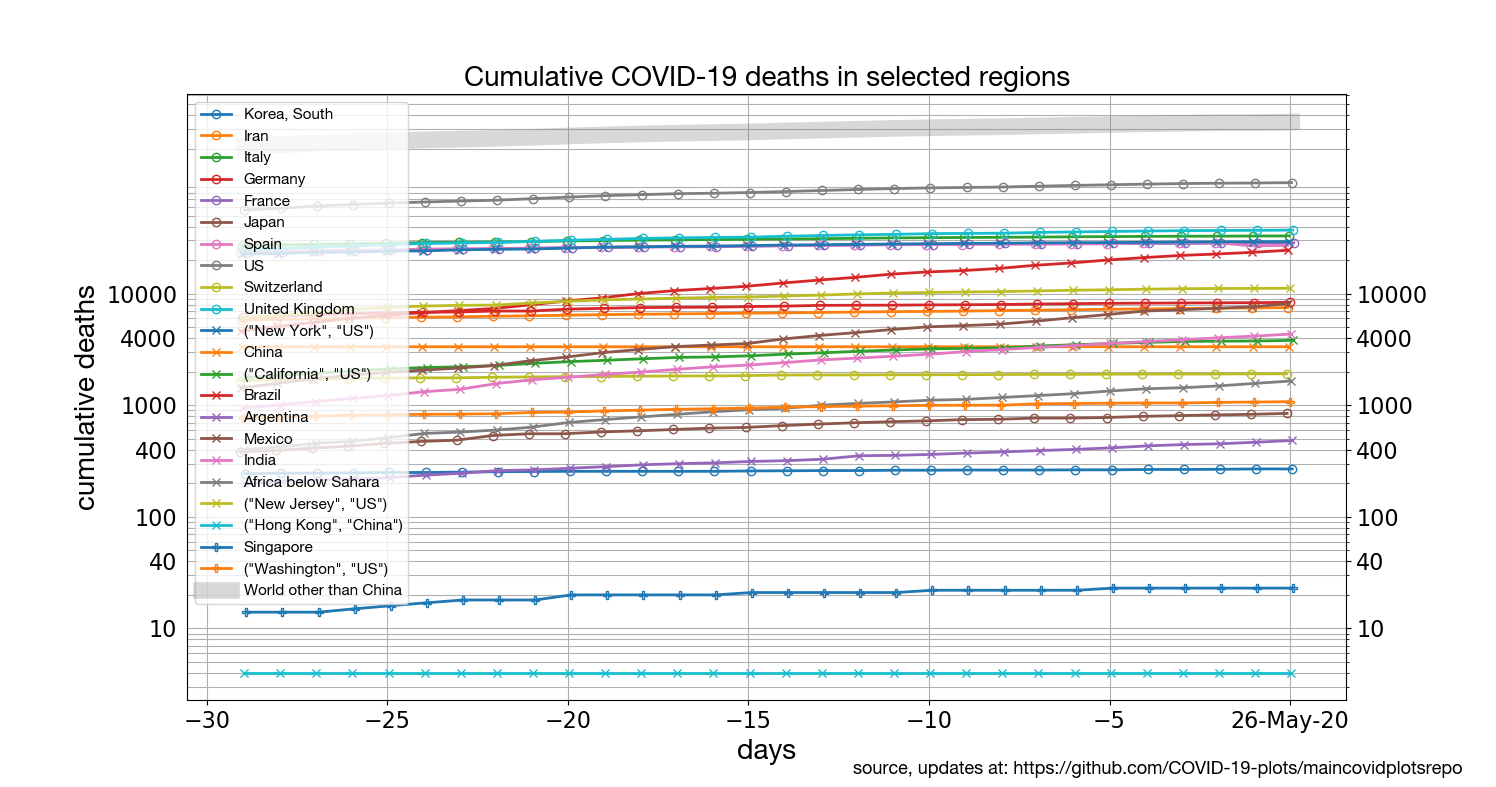 Cumulative COVID-19 deaths in selected regions
Korea, South
Iran
Italy
Germany
France
Japan
Spain
US
Switzerland
United Kingdom
("New York", "US")
China
("California", "US")
Brazil
Argentina
Mexico
India
Africa below Sahara
("New Jersey", "US")
("Hong Kong", "China")
Singapore
("Washington", "US")
World other than China
cumulative deaths
10000
4000
1000
400
100
40
10
10000
4000
1000
400
100
40
10
−30 −25 −20 −15 −10 −5 26-May-20
days
source, updates at: https://github.com/COVID-19-plots/maincovidplotsrepo